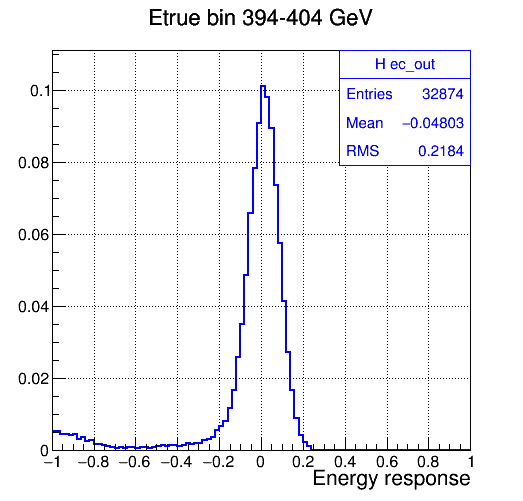 Etrue bin 394-404 GeV
H ec_out
Entries 32874
Mean −0.04803
RMS 0.2184
0.1
0.08
0.06
0.04
0.02
0
−1 −0.8 −0.6 −0.4 −0.2 0 0.2 0.4 0.6 0.8 1
Energy response